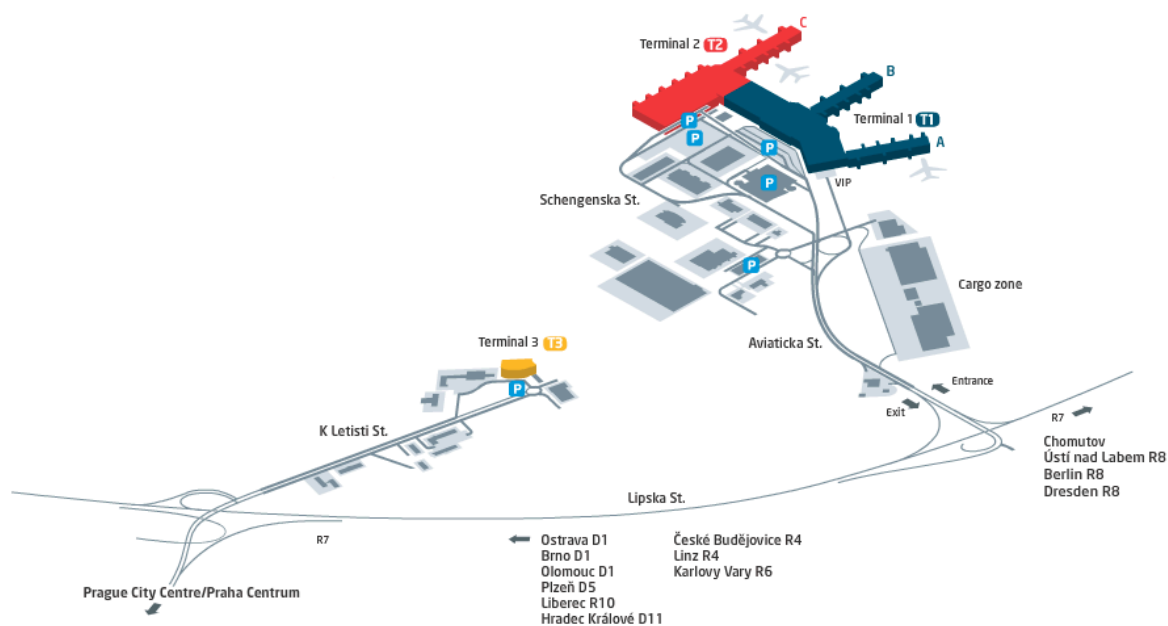 C
Terminal 2 T2
B
Terminal 1 T1
A
P
P
P
P
VIP
Schengenska St.
P
Cargo zone
Aviaticka St.
Terminal 3 T3
P
Entrance
Exit
K Letisti St.
R7
Chomutov
Ústí nad Labem R8
Berlin R8
Dresden R8
Lipska St.
R7
Ostrava D1
Brno D1
Olomouc D1
Plzeň D5
Liberec R10
Hradec Králové D11
České Budějovice R4
Linz R4
Karlovy Vary R6
Prague City Centre/Praha Centrum